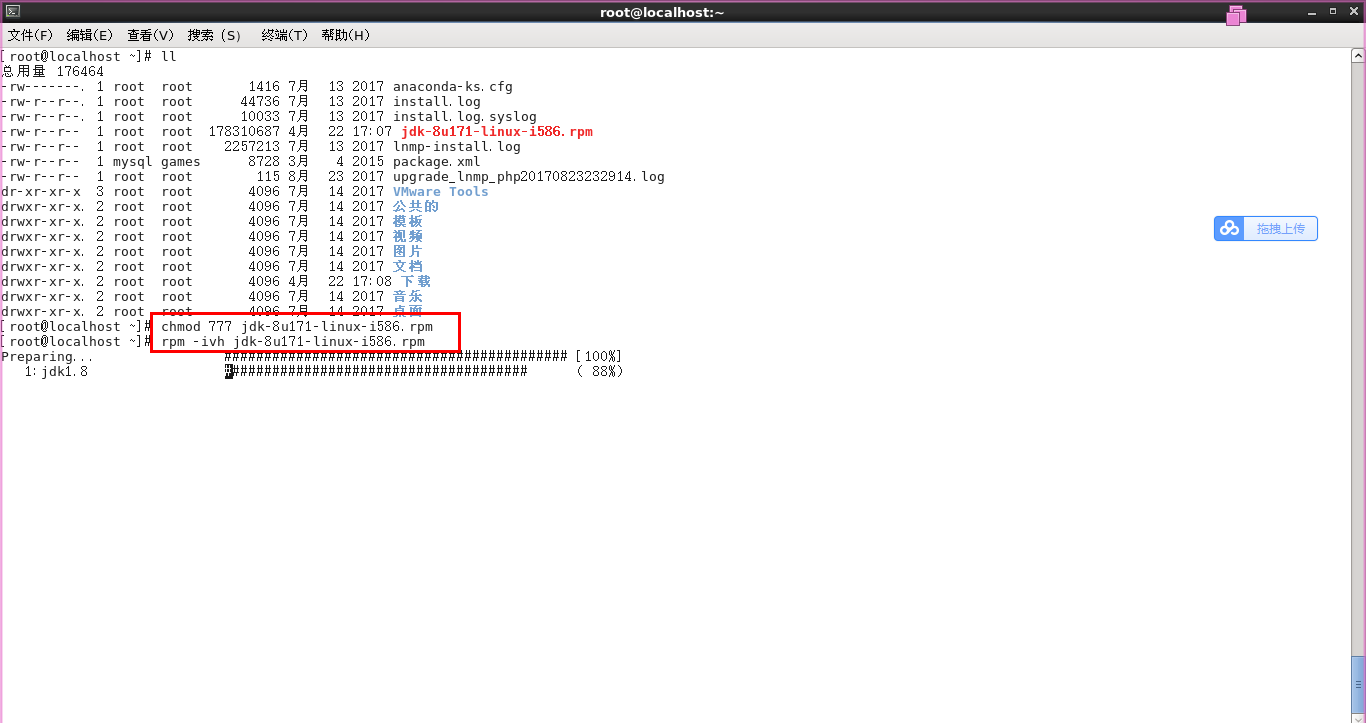 root@localhost:~
文件(F) 编辑(E) 查看(V) 搜索 (S) 终端(T) 帮助(H)
[root@localhost ~]# ll
总用量 176464
-rw-------. 1 root  root       1416 7月  13 2017 anaconda-ks.cfg
-rw-r--r--. 1 root  root      44736 7月  13 2017 install.log
-rw-r--r--. 1 root  root      10033 7月  13 2017 install.log.syslog
-rw-r--r--  1 root  root  178310687 4月  22 17:07 jdk-8u171-linux-i586.rpm
-rw-r--r--  1 root  root    2257213 7月  13 2017 lnmp-install.log
-rw-r--r--  1 mysql games      8728 3月   4 2015 package.xml
-rw-r--r--  1 root  root        115 8月  23 2017 upgrade_lnmp_php20170823232914.log
dr-xr-xr-x  3 root  root       4096 7月  14 2017 VMware Tools
drwxr-xr-x. 2 root  root       4096 7月  14 2017 公共的
drwxr-xr-x. 2 root  root       4096 7月  14 2017 模板
drwxr-xr-x. 2 root  root       4096 7月  14 2017 视频
drwxr-xr-x. 2 root  root       4096 7月  14 2017 图片
drwxr-xr-x. 2 root  root       4096 7月  14 2017 文档
drwxr-xr-x. 2 root  root       4096 4月  22 17:08 下载
drwxr-xr-x. 2 root  root       4096 7月  14 2017 音乐
drwxr-xr-x. 2 root  root       4096 7月  14 2017 桌面
[root@localhost ~]# chmod 777 jdk-8u171-linux-i586.rpm
[root@localhost ~]# rpm -ivh jdk-8u171-linux-i586.rpm
Preparing...                ########################################### [100%]
   1:jdk1.8                 ######################################      ( 88%)
拖拽上传